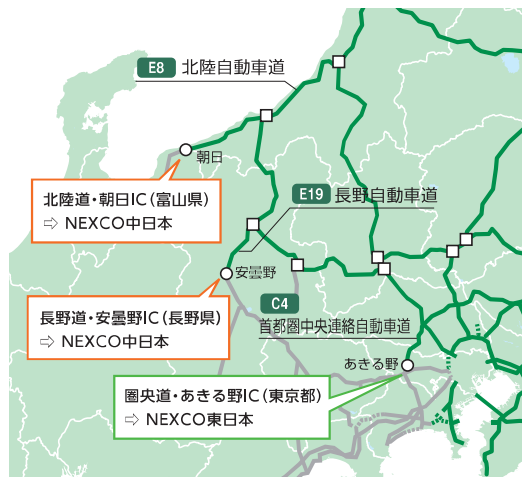 E8 北陸自動車道
朝日
北陸道・朝日IC(富山県)
⇨ NEXCO中日本
E19 長野自動車道
安曇野
C4
首都圏中央連絡自動車道
長野道・安曇野IC(長野県)
⇨ NEXCO中日本
あきる野
圏央道・あきる野IC(東京都)
⇨ NEXCO東日本